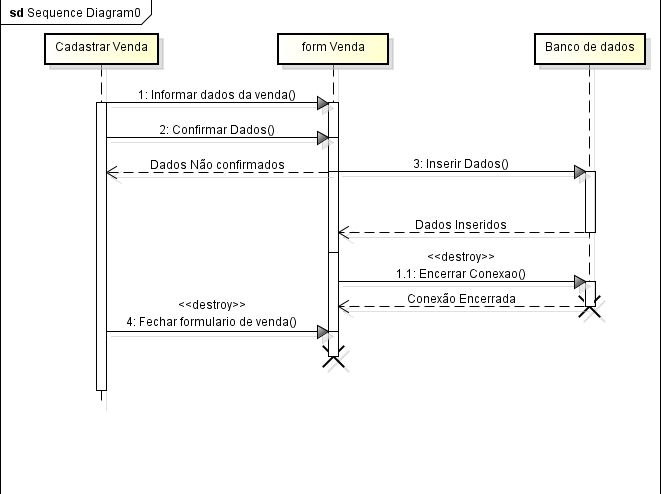 sd Sequence Diagram0
Cadastrar Venda
form Venda
Banco de dados
1: Informar dados da venda()
2: Confirmar Dados()
Dados Não confirmados
3: Inserir Dados()
Dados Inseridos
<<destroy>>
1.1: Encerrar Conexao()
Conexão Encerrada
<<destroy>>
4: Fechar formulario de venda()